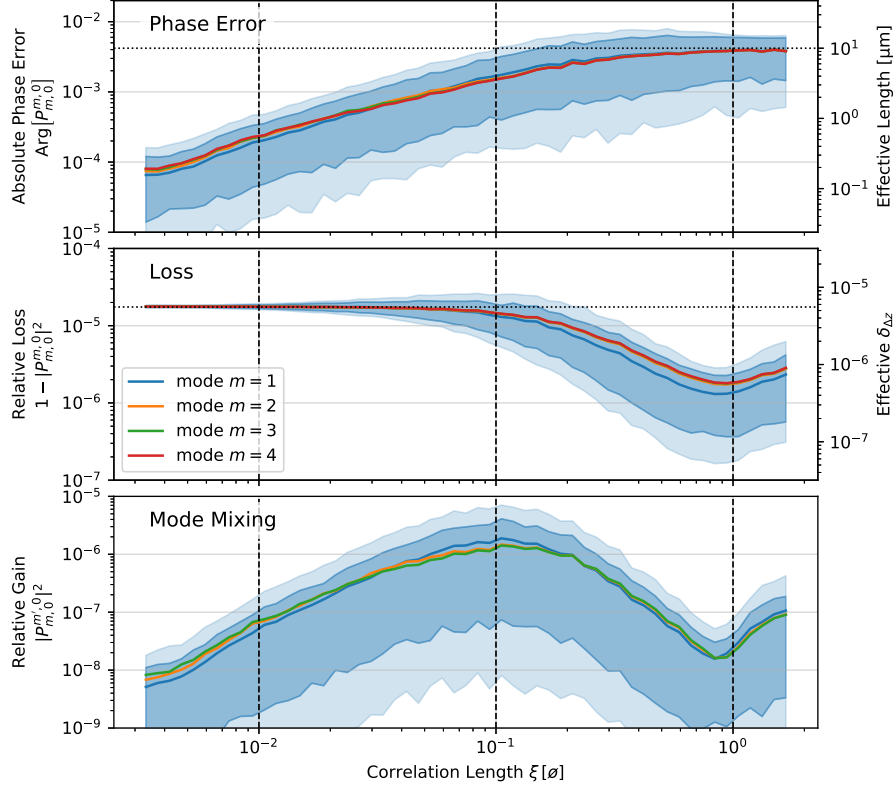 Phase Error
Absolute Phase Error
Arg[P^{m,0}_{m,0}]
10^{-2}
10^{-3}
10^{-4}
10^{-5}
Effective Length [μm]
10^1
10^0
10^{-1}
Loss
Relative Loss
1−|P^{m,0}_{m,0}|^2
10^{-4}
10^{-5}
10^{-6}
10^{-7}
mode m = 1
mode m = 2
mode m = 3
mode m = 4
Effective δ_{Δz}
10^{-5}
10^{-6}
10^{-7}
Mode Mixing
Relative Gain
|P^{m′,0}_{m,0}|^2
10^{-5}
10^{-6}
10^{-7}
10^{-8}
10^{-9}
10^{-2}
10^{-1}
10^0
Correlation Length ξ [ø]